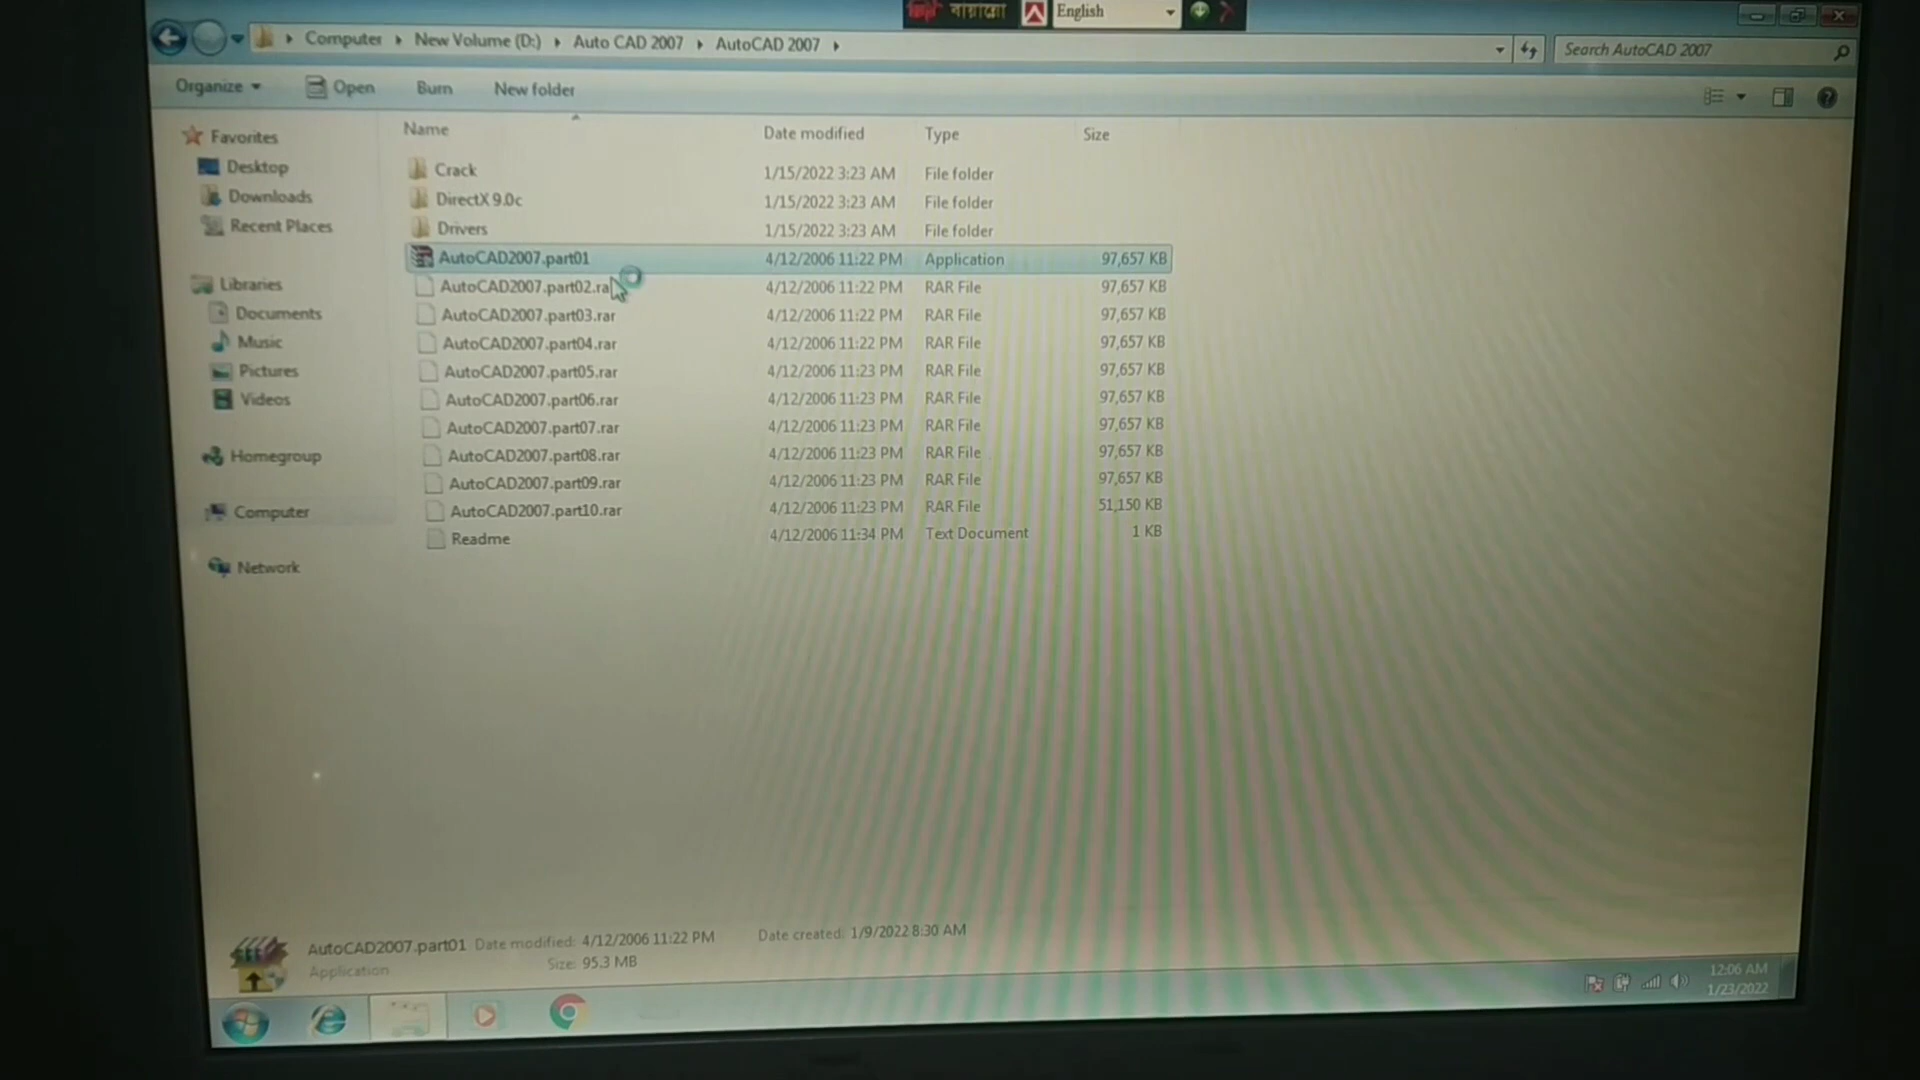 বায়ান্নো English
Computer New Volume (D:) Auto CAD 2007 AutoCAD 2007 Search AutoCAD 2007
Organize Open Burn New folder
Name Date modified Type Size
Favorites
Desktop
Downloads
Recent Places
Libraries
Documents
Music
Pictures
Videos
Homegroup
Computer
Network
Crack 1/15/2022 3:23 AM File folder
DirectX 9.0c 1/15/2022 3:23 AM File folder
Drivers 1/15/2022 3:23 AM File folder
AutoCAD2007.part01 4/12/2006 11:22 PM Application 97,657 KB
AutoCAD2007.part02.ra 4/12/2006 11:22 PM RAR File 97,657 KB
AutoCAD2007.part03.rar 4/12/2006 11:22 PM RAR File 97,657 KB
AutoCAD2007.part04.rar 4/12/2006 11:22 PM RAR File 97,657 KB
AutoCAD2007.part05.rar 4/12/2006 11:23 PM RAR File 97,657 KB
AutoCAD2007.part06.rar 4/12/2006 11:23 PM RAR File 97,657 KB
AutoCAD2007.part07.rar 4/12/2006 11:23 PM RAR File 97,657 KB
AutoCAD2007.part08.rar 4/12/2006 11:23 PM RAR File 97,657 KB
AutoCAD2007.part09.rar 4/12/2006 11:23 PM RAR File 97,657 KB
AutoCAD2007.part10.rar 4/12/2006 11:23 PM RAR File 51,150 KB
Readme 4/12/2006 11:34 PM Text Document 1 KB
AutoCAD2007.part01 Date modified: 4/12/2006 11:22 PM Date created: 1/9/2022 8:30 AM
Application Size: 95.3 MB
12:06 AM
1/23/2022